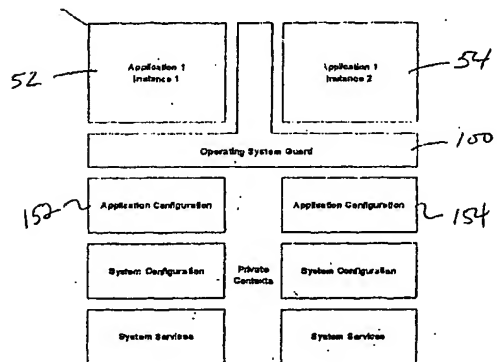 Application 1
Instance 1
Application 1
Instance 2
52
54
Operating System Guard
100
Application Configuration
Application Configuration
152
154
System Configuration
Private
Contexts
System Configuration
System Services
System Services